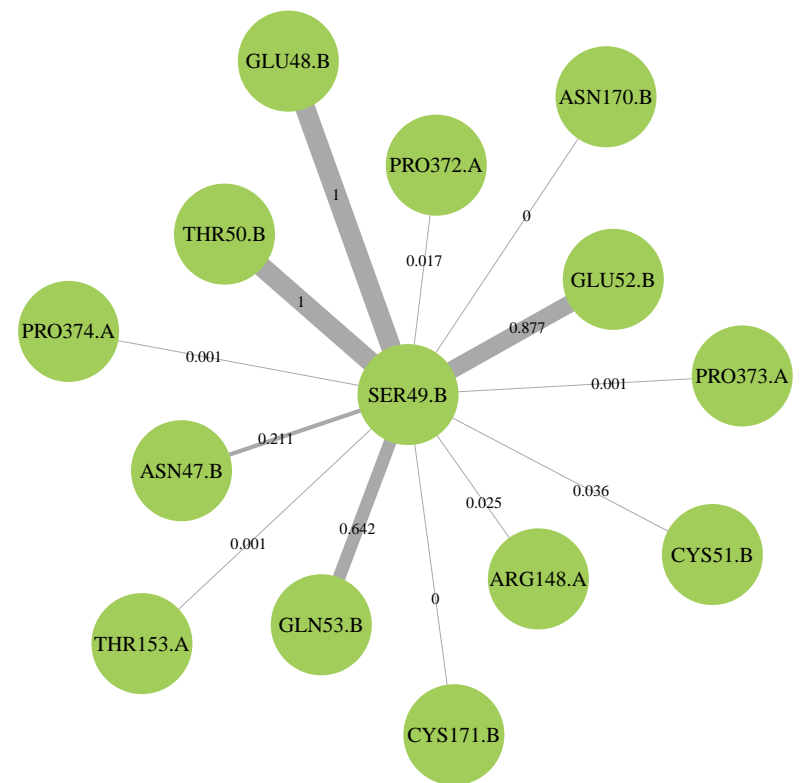 GLU48.B
ASN170.B
PRO372.A
1
0
THR50.B
0.017
GLU52.B
1
0.877
PRO374.A
0.001
PRO373.A
0.001
SER49.B
0.211
ASN47.B
0.036
0.025
0.642
0.001
CYS51.B
ARG148.A
0
GLN53.B
THR153.A
CYS171.B